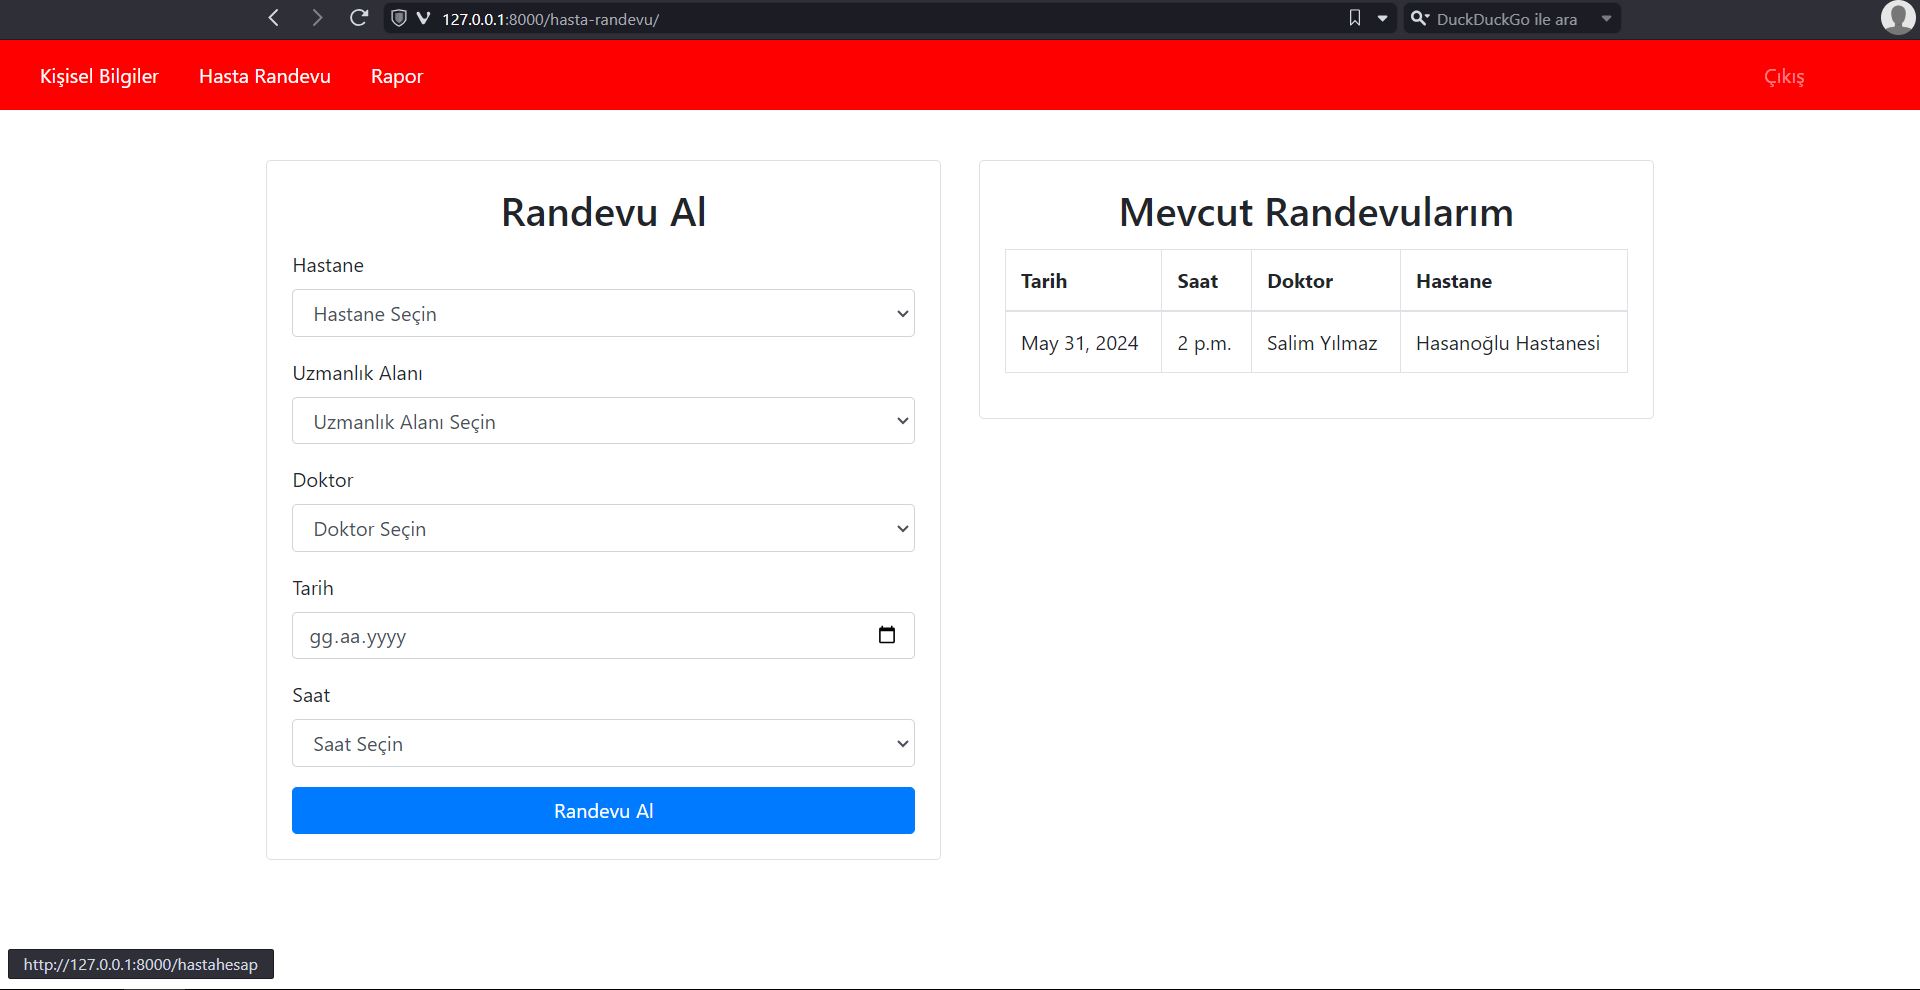 127.0.0.1:8000/hasta-randevu/
DuckDuckGo ile ara
Kişisel Bilgiler
Hasta Randevu
Rapor
Çıkış
Randevu Al
Hastane
Hastane Seçin
Uzmanlık Alanı
Uzmanlık Alanı Seçin
Doktor
Doktor Seçin
Tarih
gg.aa.yyyy
Saat
Saat Seçin
Randevu Al
Mevcut Randevularım
Tarih Saat Doktor Hastane
May 31, 2024 2 p.m. Salim Yılmaz Hasanoğlu Hastanesi
http://127.0.0.1:8000/hastahesap